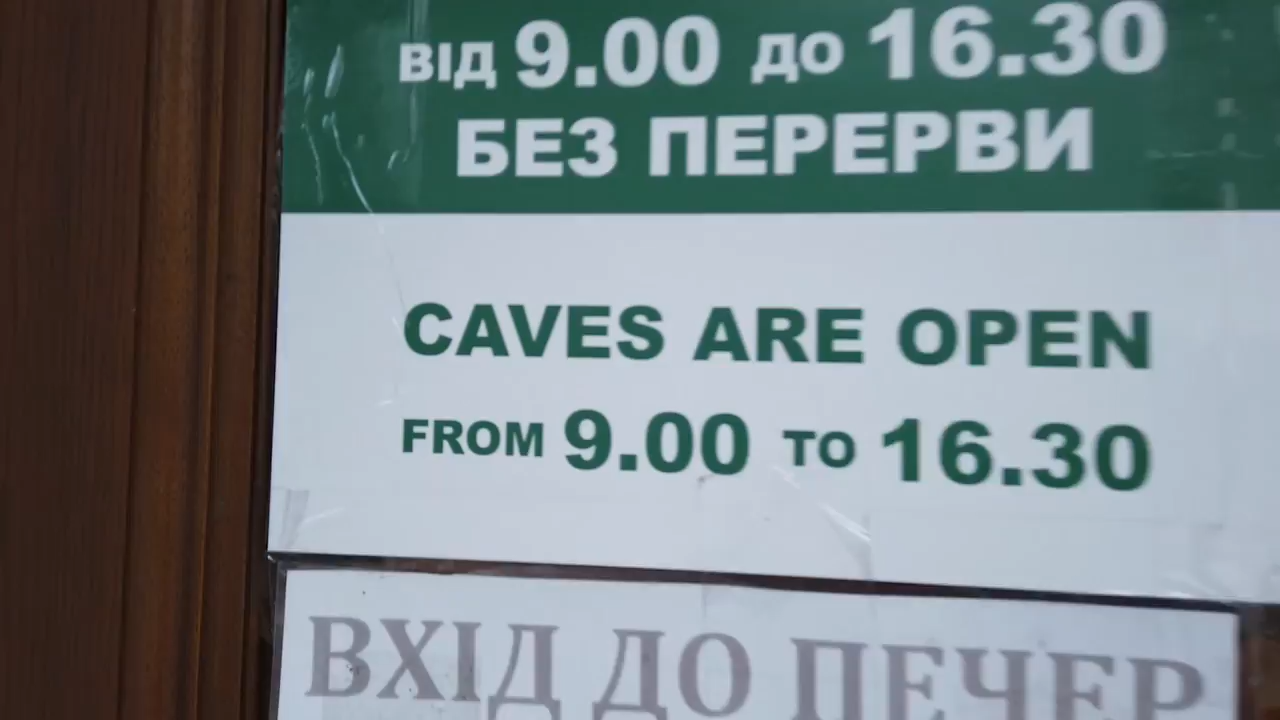 ВІД 9.00 ДО 16.30
БЕЗ ПЕРЕРВИ
CAVES ARE OPEN
FROM 9.00 TO 16.30
ВХІД ДО ПЕЧЕР